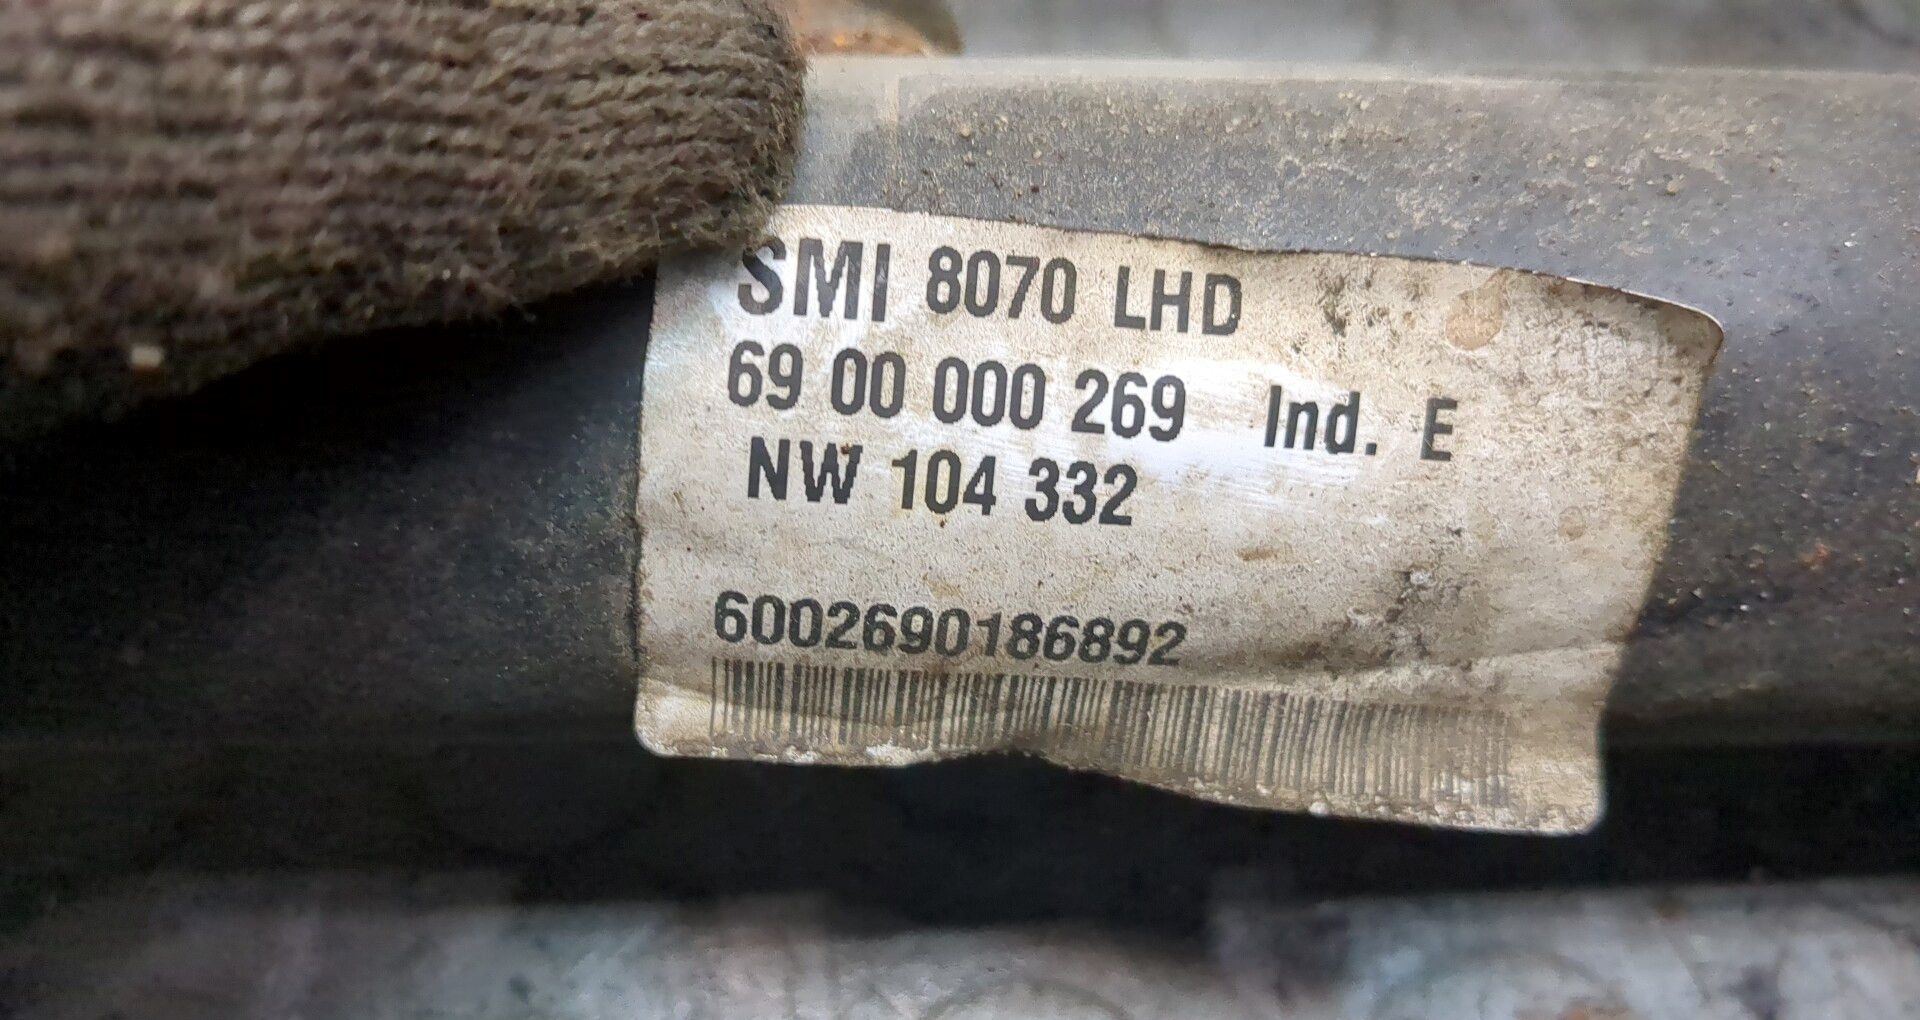 SMI 8070 LHD
69 00 000 269 Ind. E
NW 104 332
6002690186892